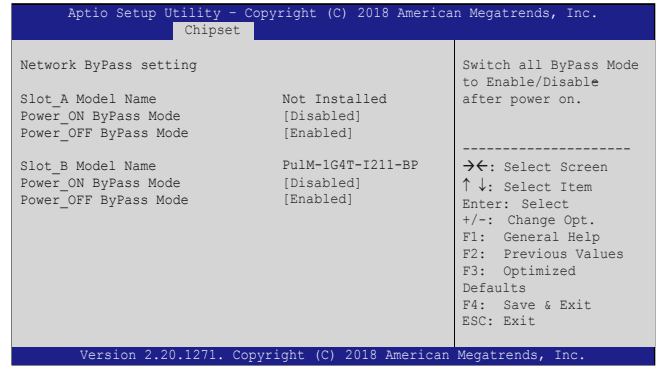 Aptio Setup Utility – Copyright (C) 2018 American Megatrends, Inc.
Chipset
Network ByPass setting
Slot_A Model Name Not Installed
Power_ON ByPass Mode [Disabled]
Power_OFF ByPass Mode [Enabled]
Slot_B Model Name PulM-1G4T-I211-BP
Power_ON ByPass Mode [Disabled]
Power_OFF ByPass Mode [Enabled]
Switch all ByPass Mode
to Enable/Disable
after power on.
---------------------
→←: Select Screen
↑ ↓: Select Item
Enter: Select
+/-: Change Opt.
F1: General Help
F2: Previous Values
F3: Optimized
Defaults
F4: Save & Exit
ESC: Exit
Version 2.20.1271. Copyright (C) 2018 American Megatrends, Inc.